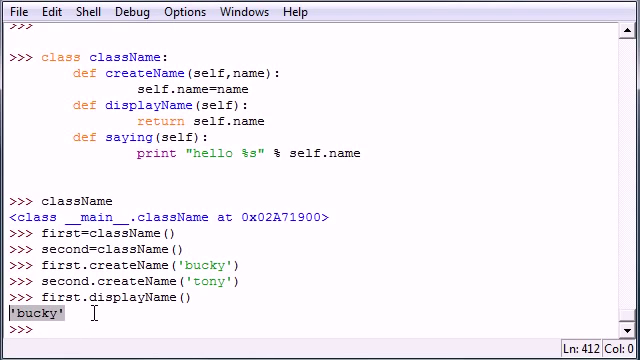 File Edit Shell Debug Options Windows Help
>>>
>>> class className:
        def createName(self,name):
                self.name=name
        def displayName(self):
                return self.name
        def saying(self):
                print "hello %s" % self.name
>>> className
<class __main__.className at 0x02A71900>
>>> first=className()
>>> second=className()
>>> first.createName('bucky')
>>> second.createName('tony')
>>> first.displayName()
'bucky'
>>>
Ln: 412 Col: 0